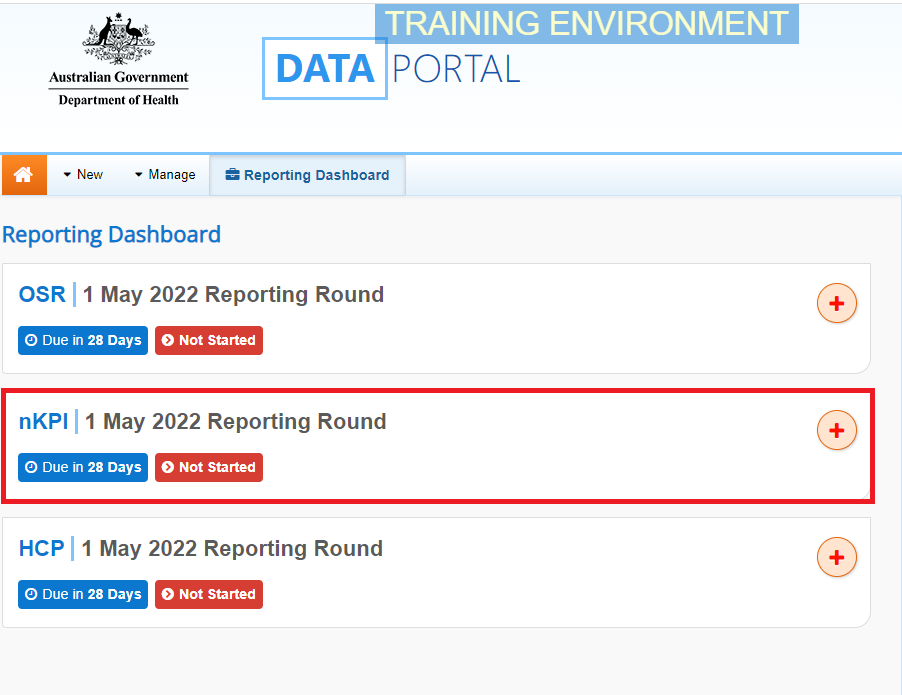 TRAINING ENVIRONMENT
Australian Government
Department of Health
DATA PORTAL
New Manage Reporting Dashboard
Reporting Dashboard
OSR 1 May 2022 Reporting Round
Due in 28 Days Not Started
nKPI 1 May 2022 Reporting Round
Due in 28 Days Not Started
HCP 1 May 2022 Reporting Round
Due in 28 Days Not Started